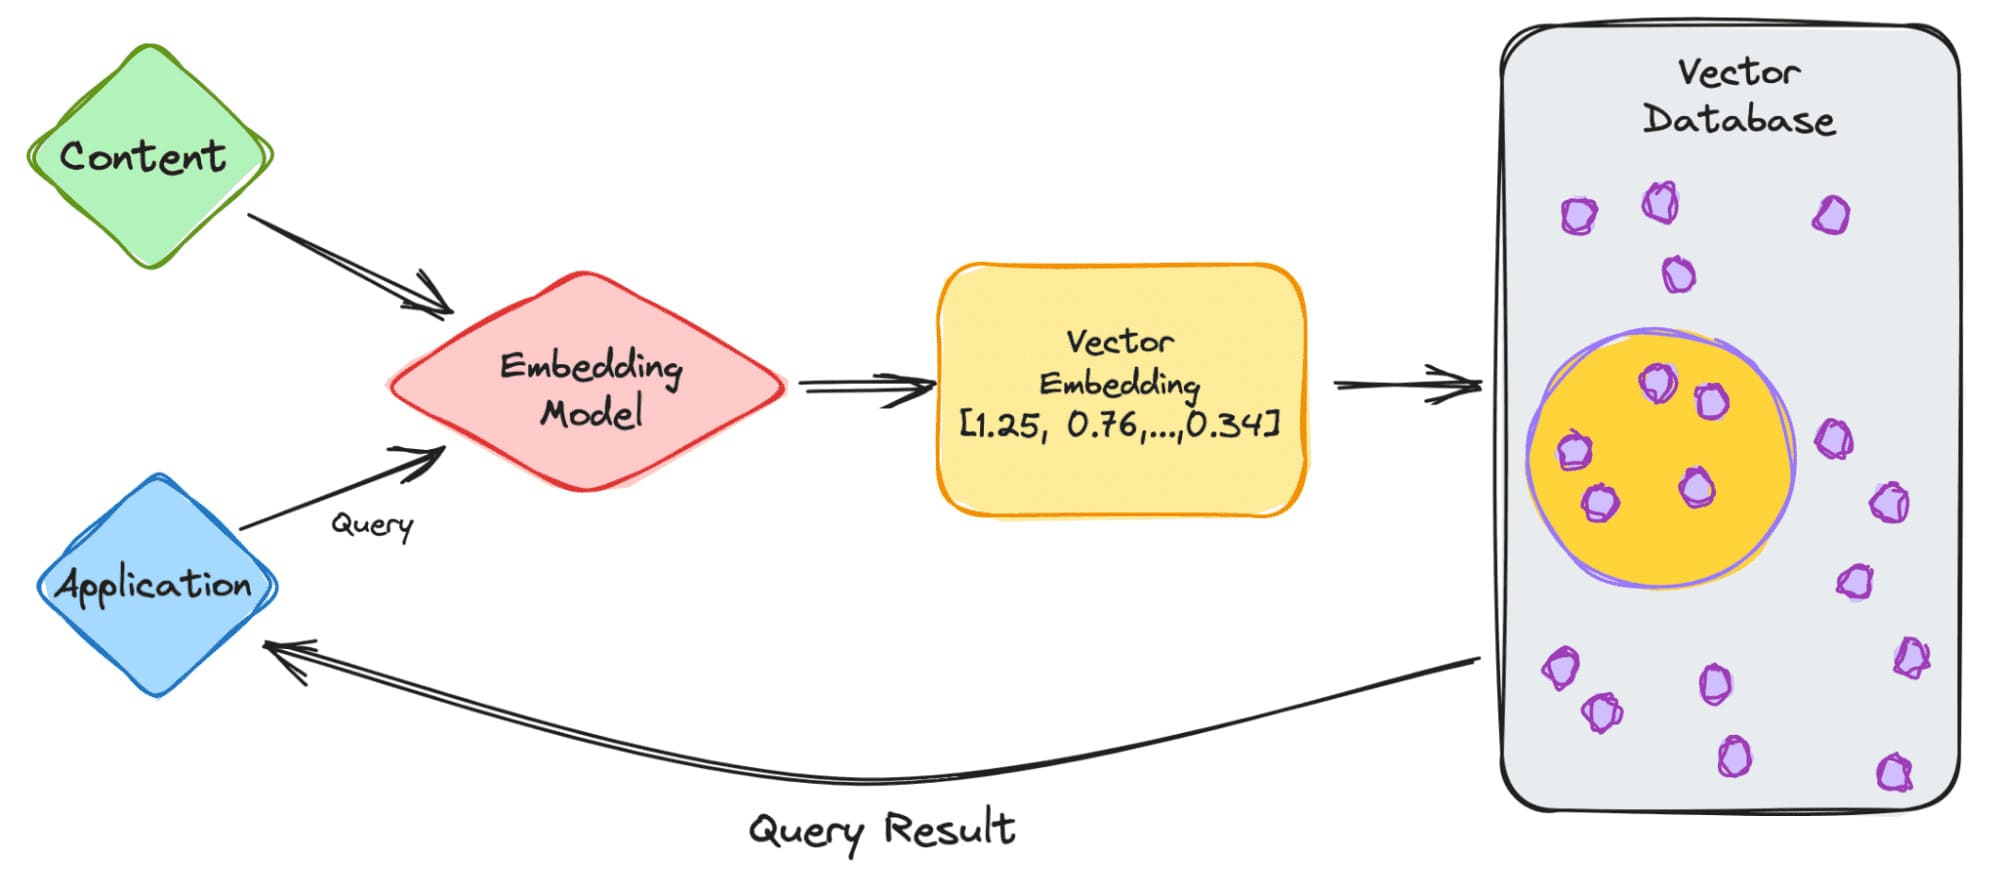 Content
Vector
Database
Embedding
Model
Vector
Embedding
[1.25, 0.76,...,0.34]
Query
Application
Query Result